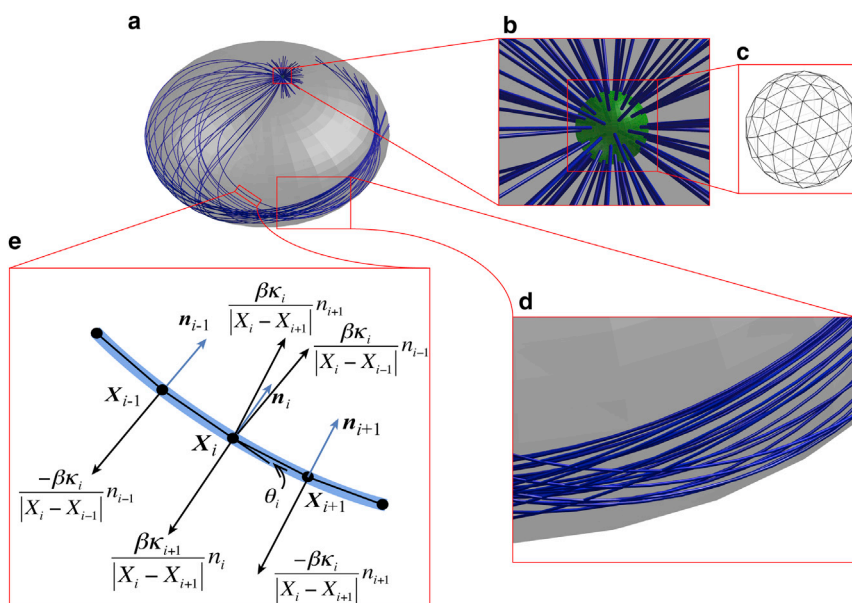 a
b
c
d
e
βκ_i / |X_i − X_{i+1}| n_{i+1}
βκ_i / |X_i − X_{i-1}| n_{i-1}
n_{i-1}
n_i
n_{i+1}
X_{i-1}
X_i
X_{i+1}
θ_i
−βκ_i / |X_i − X_{i-1}| n_{i-1}
βκ_{i+1} / |X_i − X_{i+1}| n_i
−βκ_i / |X_i − X_{i+1}| n_{i+1}